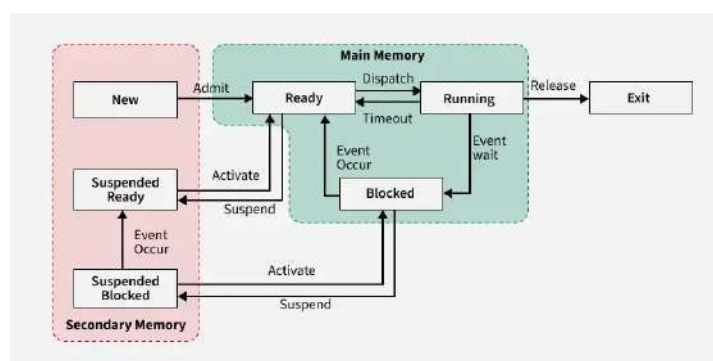 Main Memory
New
Admit
Ready
Dispatch
Timeout
Running
Release
Exit
Event
Occur
Event
wait
Blocked
Suspended
Ready
Activate
Suspend
Event
Occur
Suspended
Blocked
Activate
Suspend
Secondary Memory